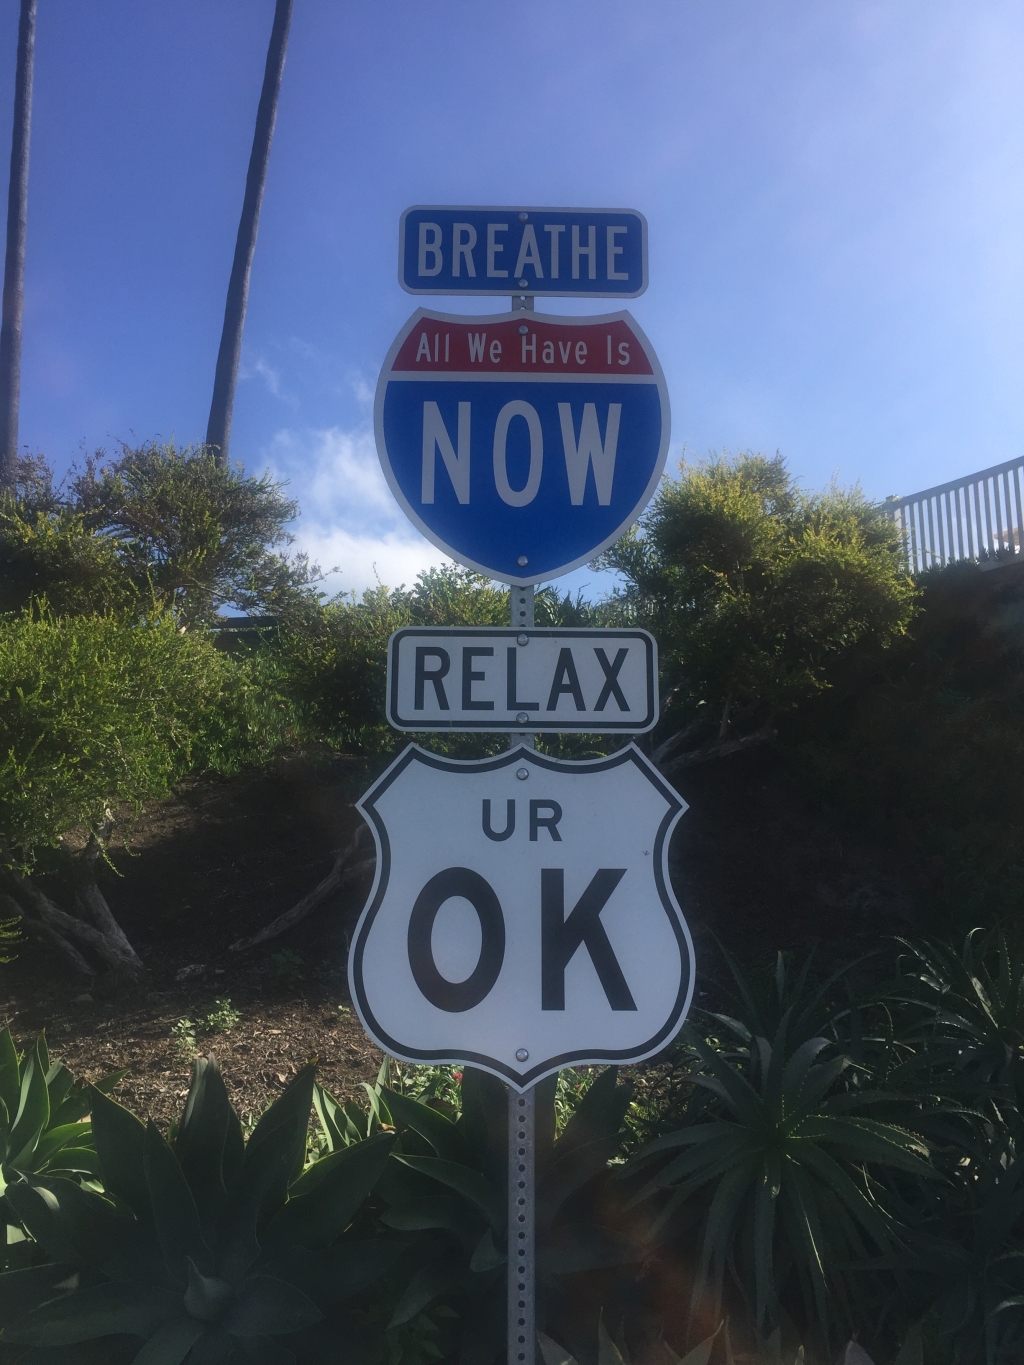 BREATHE
All We Have Is
NOW
RELAX
UR
OK